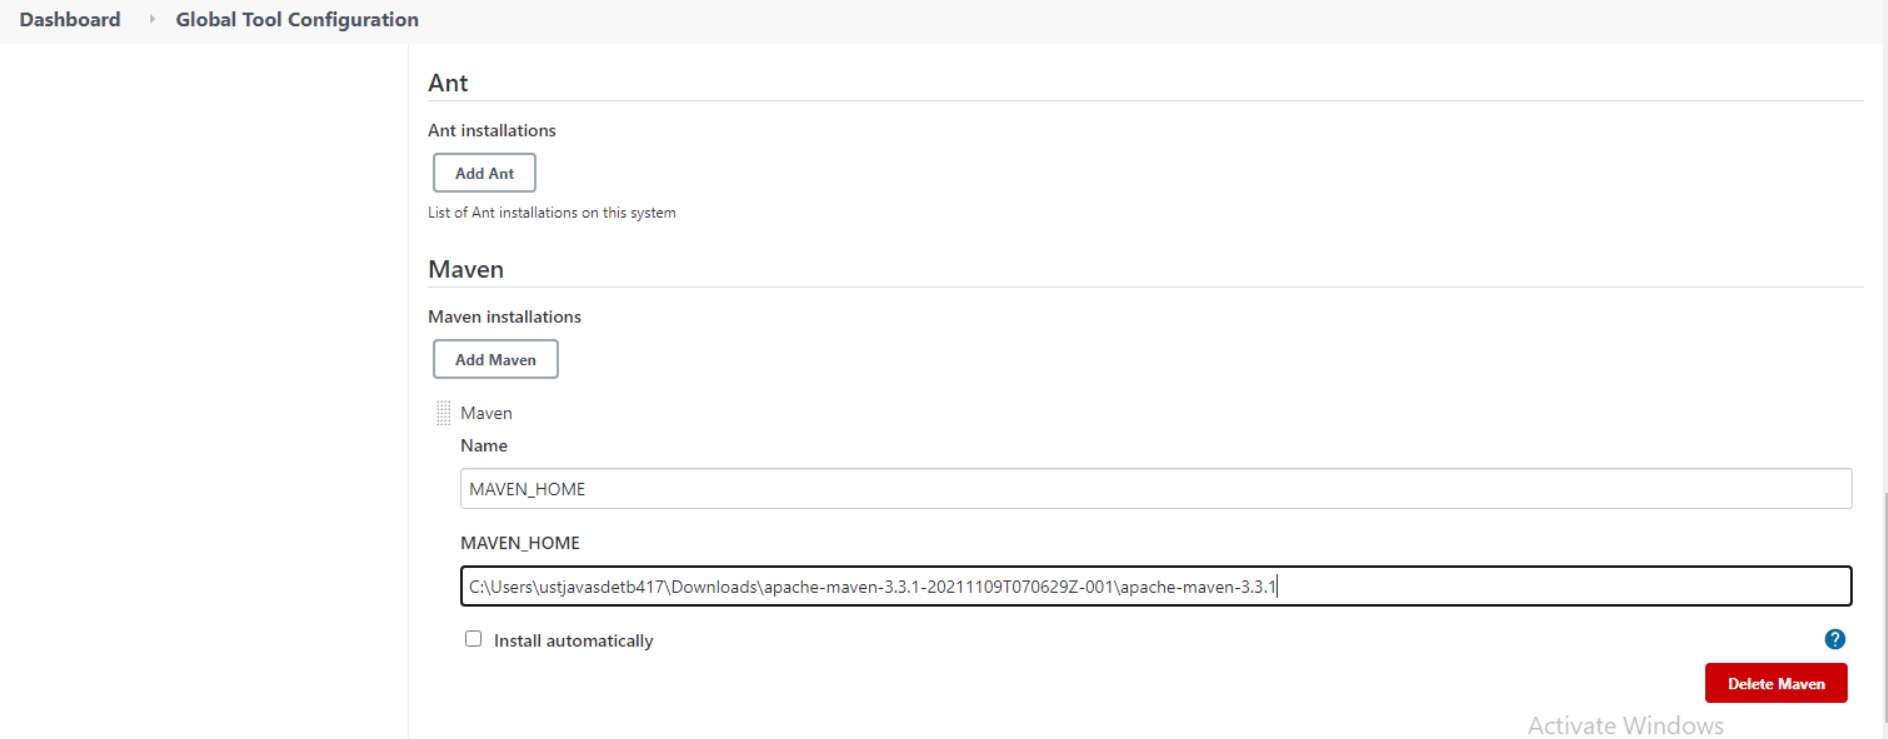 Dashboard
Global Tool Configuration
Ant
Ant installations
Add Ant
List of Ant installations on this system
Maven
Maven installations
Add Maven
Maven
Name
MAVEN_HOME
MAVEN_HOME
C:\Users\ustjavasdetb417\Downloads\apache-maven-3.3.1-20211109T070629Z-001\apache-maven-3.3.1
Install automatically
?
Delete Maven
Activate Windows